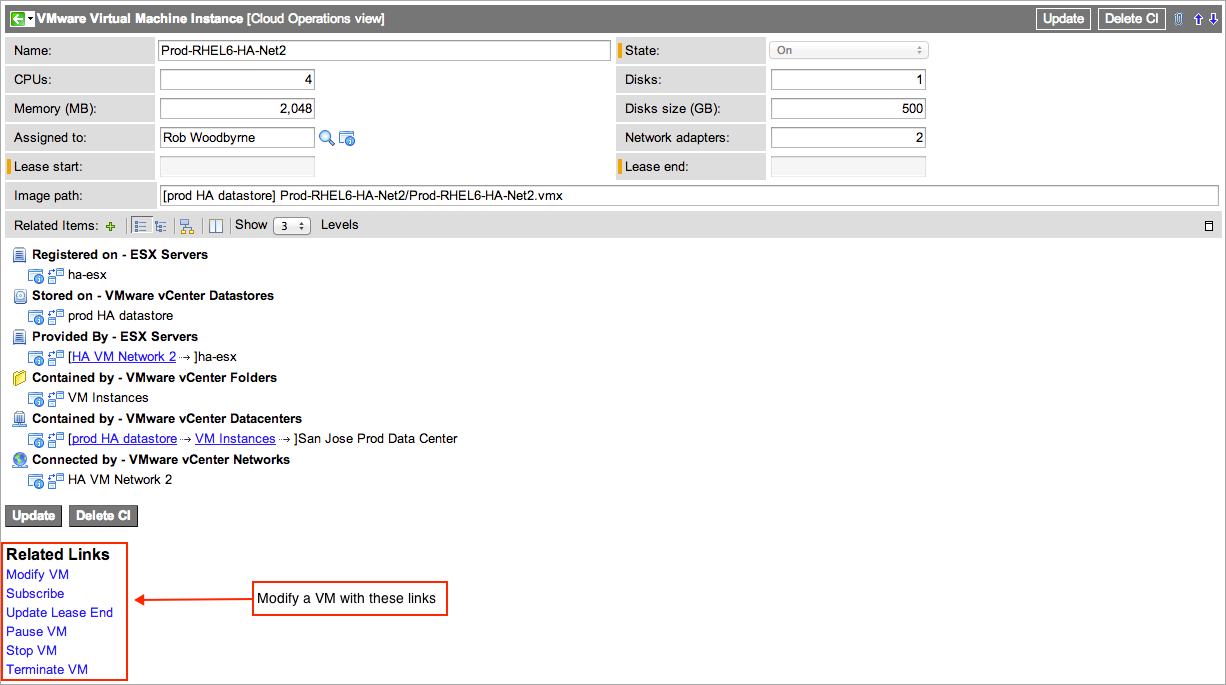 VMware Virtual Machine Instance [Cloud Operations view] Update Delete CI
Name: Prod-RHEL6-HA-Net2 State: On
CPUs: 4 Disks: 1
Memory (MB): 2,048 Disks size (GB): 500
Assigned to: Rob Woodbyrne Network adapters: 2
Lease start: Lease end:
Image path: [prod HA datastore] Prod-RHEL6-HA-Net2/Prod-RHEL6-HA-Net2.vmx
Related Items: Show 3 Levels
Registered on - ESX Servers
ha-esx
Stored on - VMware vCenter Datastores
prod HA datastore
Provided By - ESX Servers
[HA VM Network 2 → ]ha-esx
Contained by - VMware vCenter Folders
VM Instances
Contained by - VMware vCenter Datacenters
[prod HA datastore → VM Instances → ]San Jose Prod Data Center
Connected by - VMware vCenter Networks
HA VM Network 2
Update Delete CI
Related Links
Modify VM
Subscribe
Update Lease End
Pause VM
Stop VM
Terminate VM
Modify a VM with these links